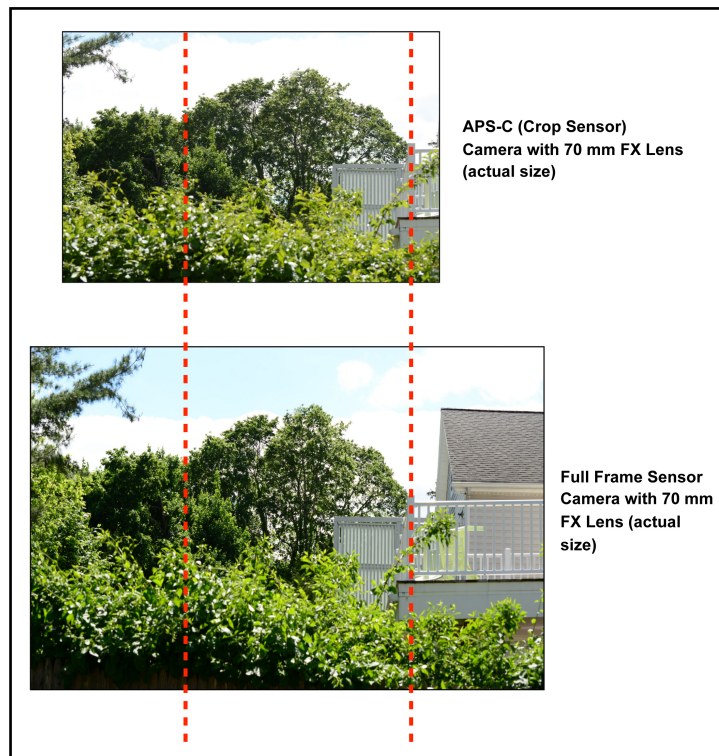 APS-C (Crop Sensor)
Camera with 70 mm FX Lens
(actual size)
Full Frame Sensor
Camera with 70 mm
FX Lens (actual
size)